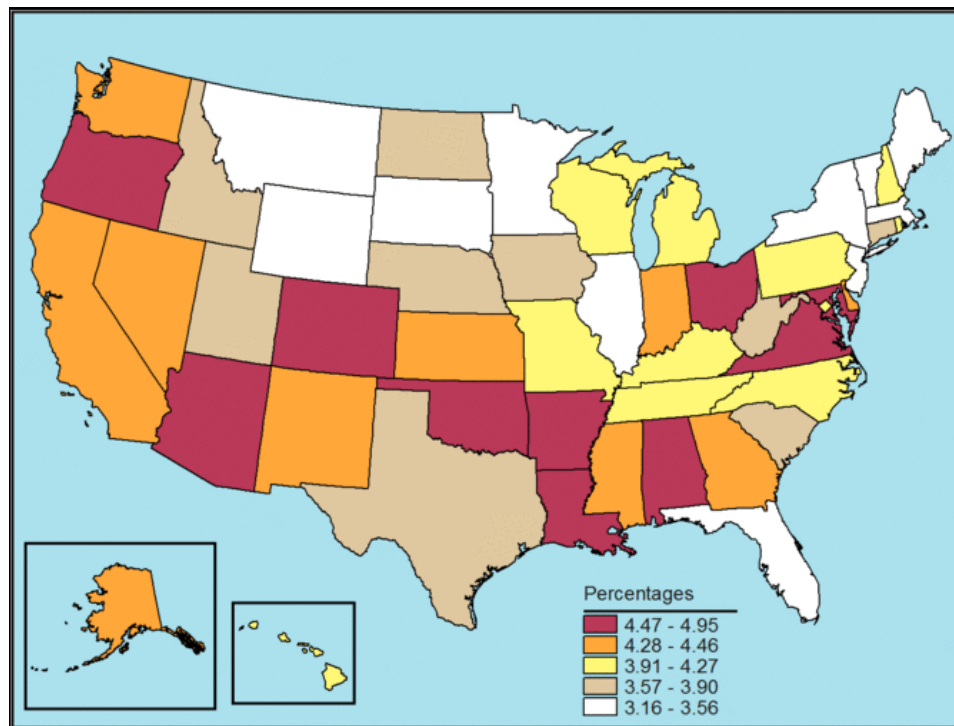 Percentages
4.47 - 4.95
4.28 - 4.46
3.91 - 4.27
3.57 - 3.90
3.16 - 3.56